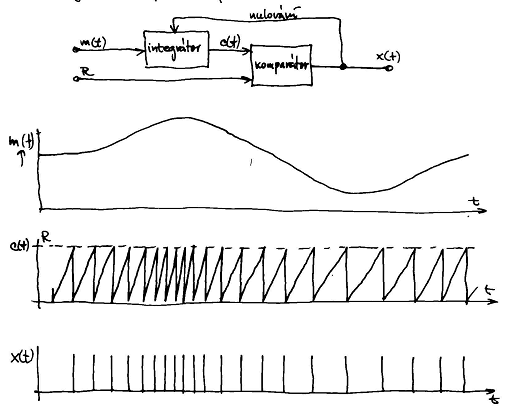 nulování
m(t) integrátor c(t) x(t)
R komparátor
m(t)
t
c(t) R
t
x(t)
t